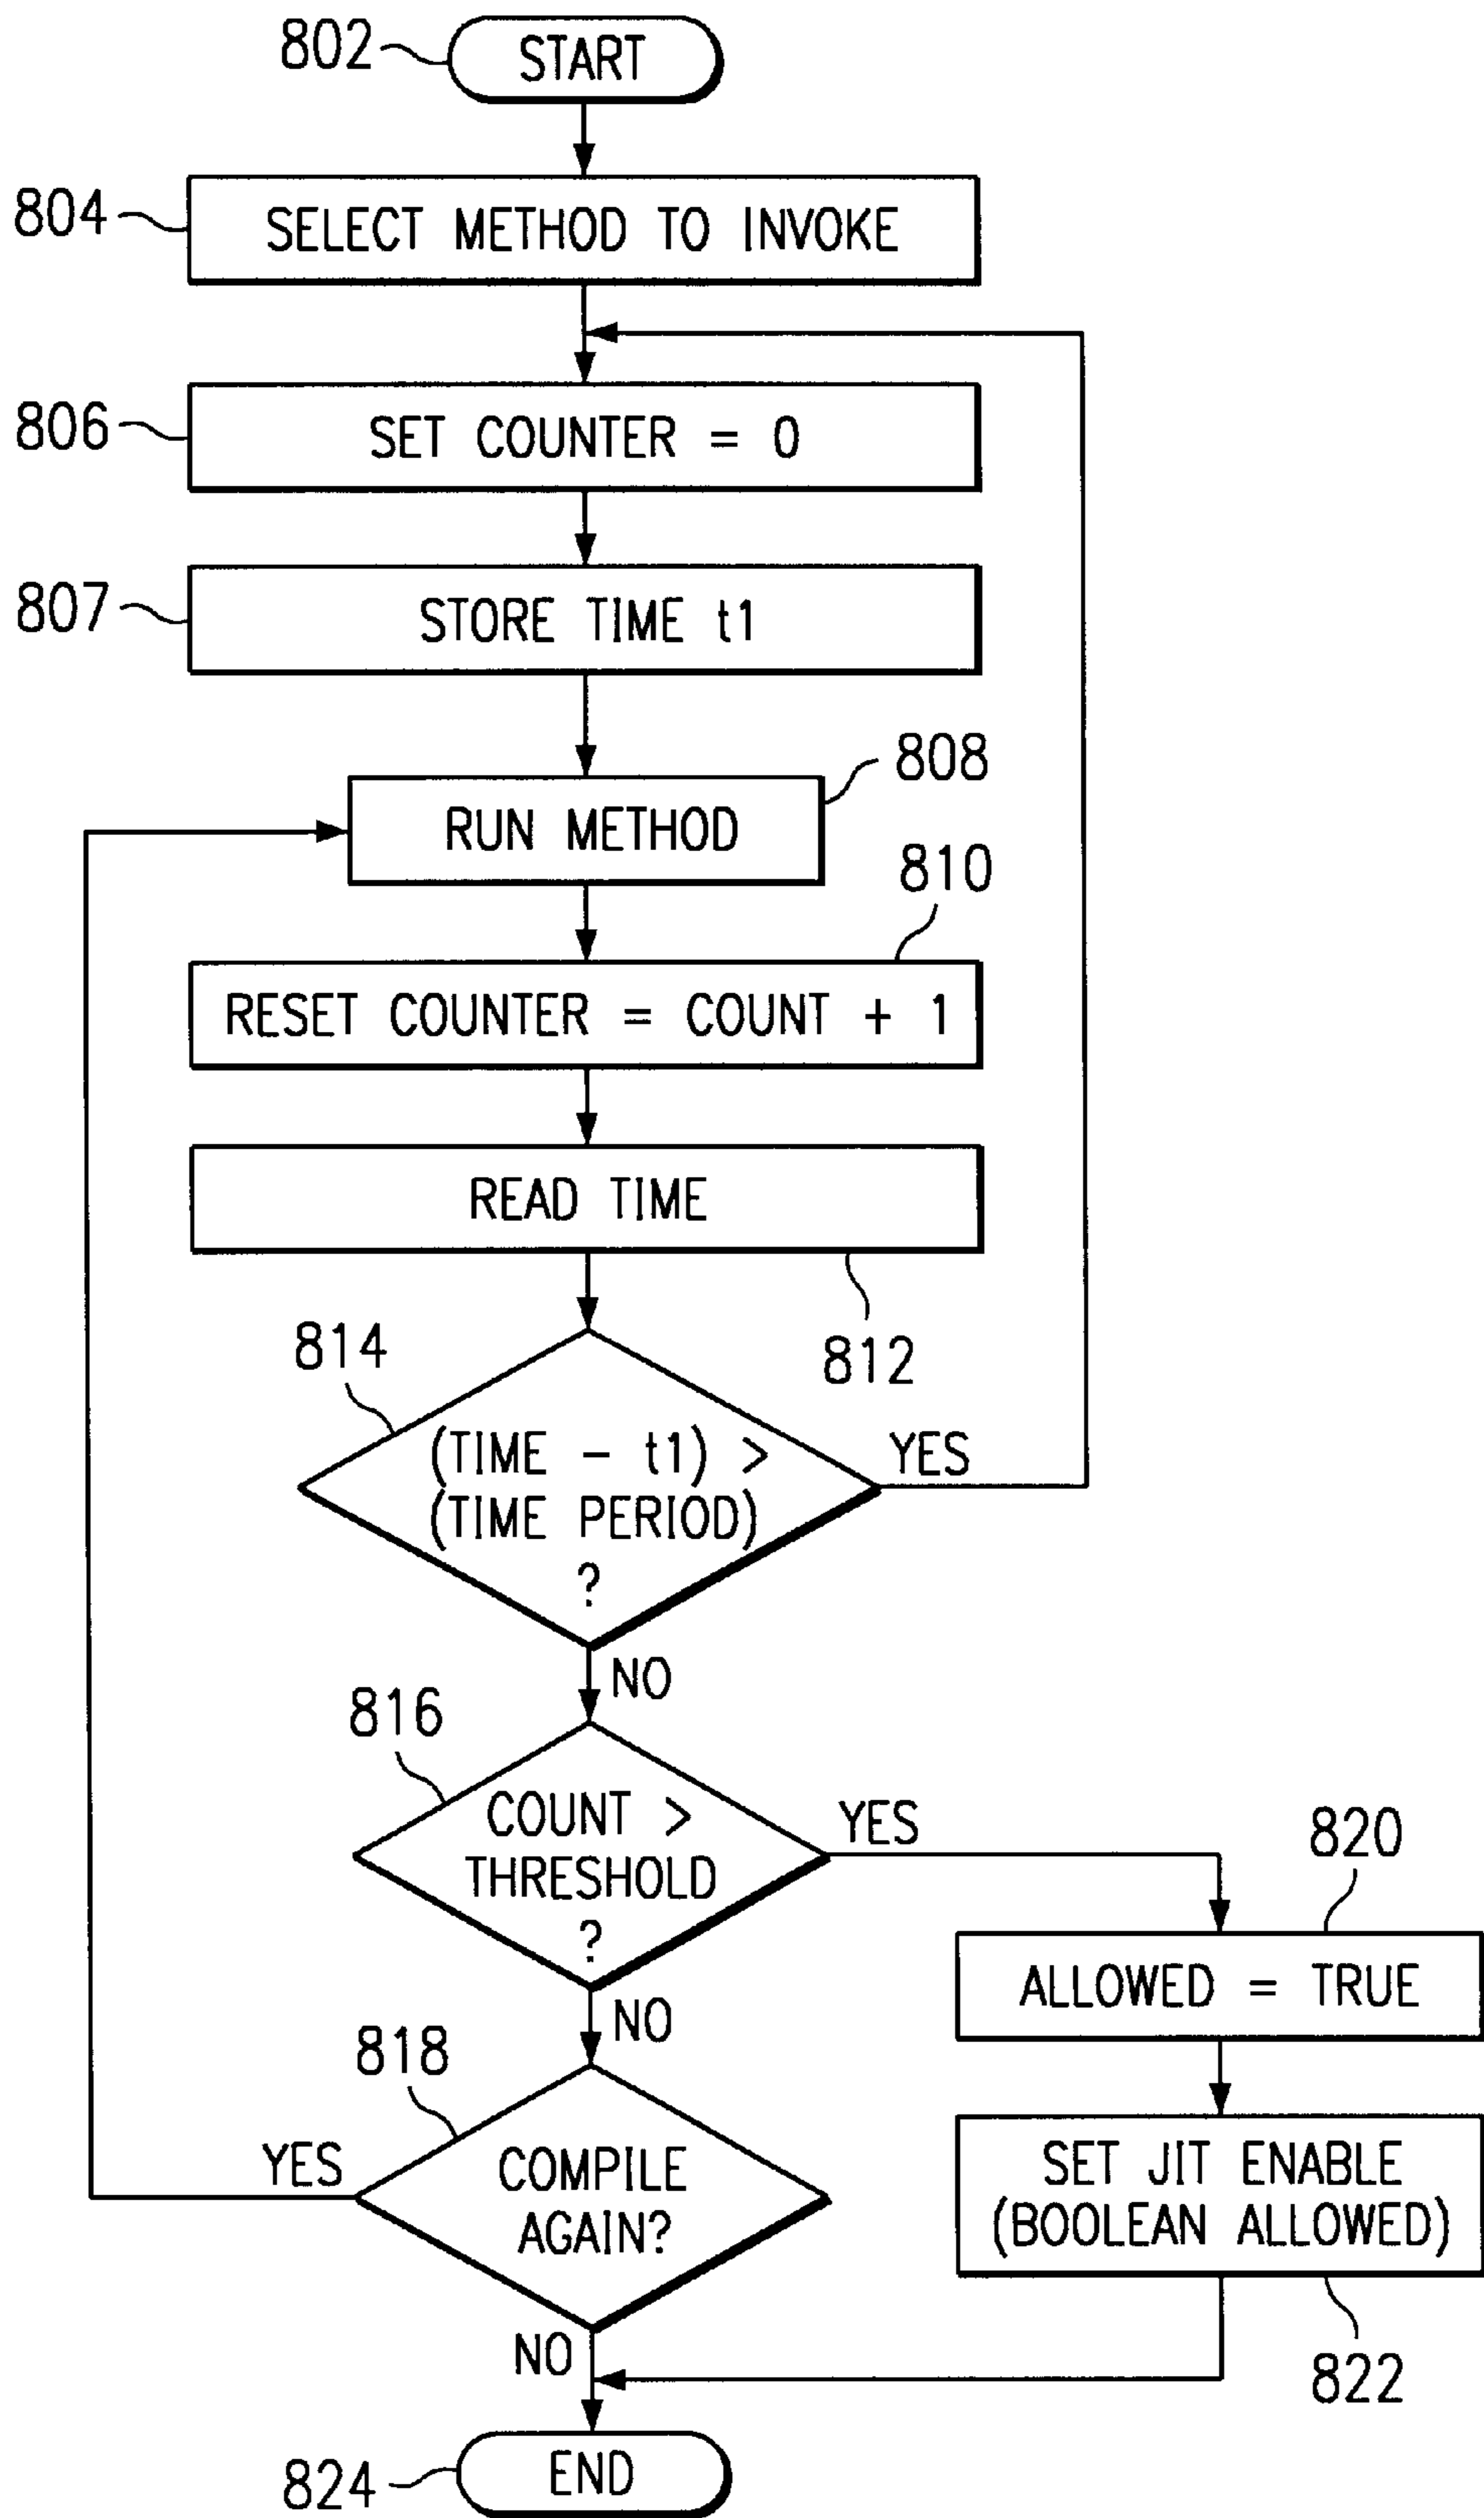 802
START
804
SELECT METHOD TO INVOKE
806
SET COUNTER = 0
807
STORE TIME t1
808
RUN METHOD
810
RESET COUNTER = COUNT + 1
READ TIME
812
814
(TIME - t1) >
(TIME PERIOD)
?
YES
NO
816
COUNT >
THRESHOLD
?
YES
NO
820
ALLOWED = TRUE
818
COMPILE
AGAIN?
YES
NO
SET JIT ENABLE
(BOOLEAN ALLOWED)
822
824
END